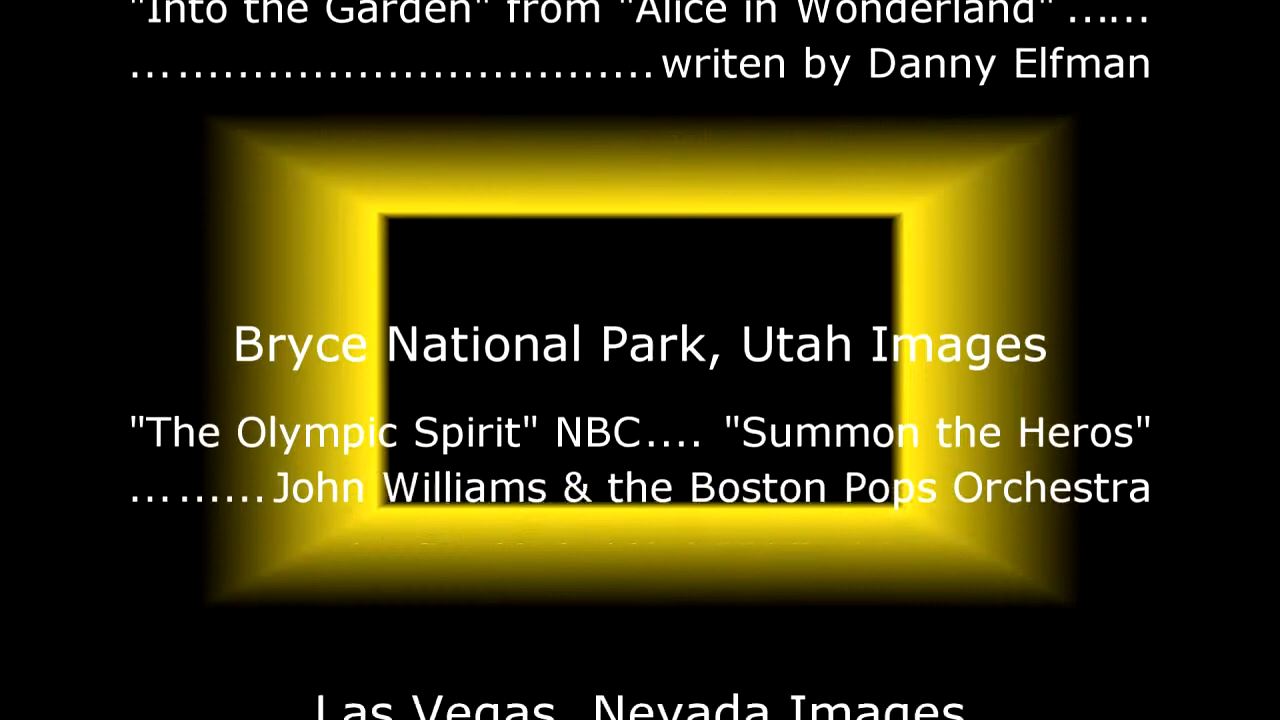 "Into the Garden" from "Alice in Wonderland" ......
...................................writen by Danny Elfman
Bryce National Park, Utah Images
"The Olympic Spirit" NBC.... "Summon the Heros"
.........John Williams & the Boston Pops Orchestra
Las Vegas, Nevada Images